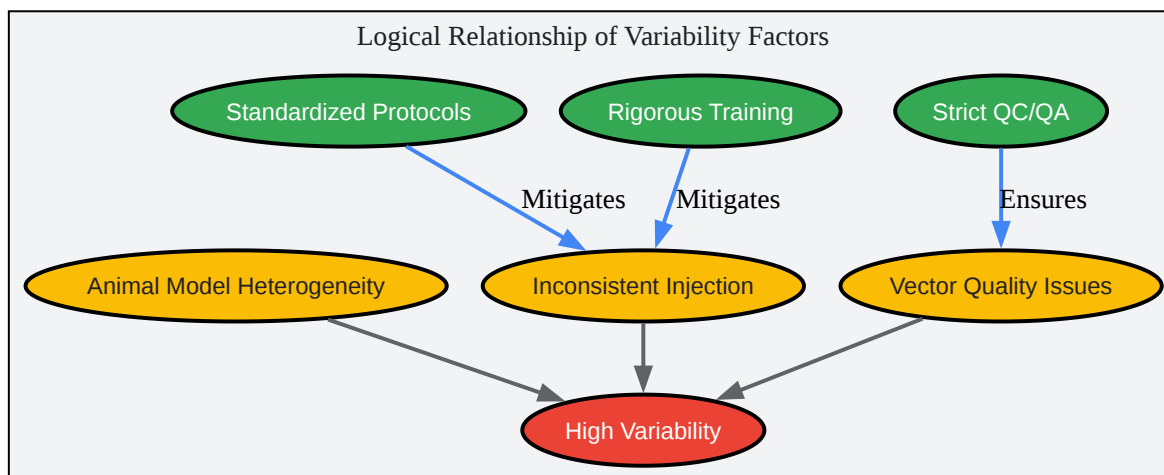 Logical Relationship of Variability Factors
Standardized Protocols
Rigorous Training
Strict QC/QA
Mitigates
Mitigates
Ensures
Animal Model Heterogeneity
Inconsistent Injection
Vector Quality Issues
High Variability